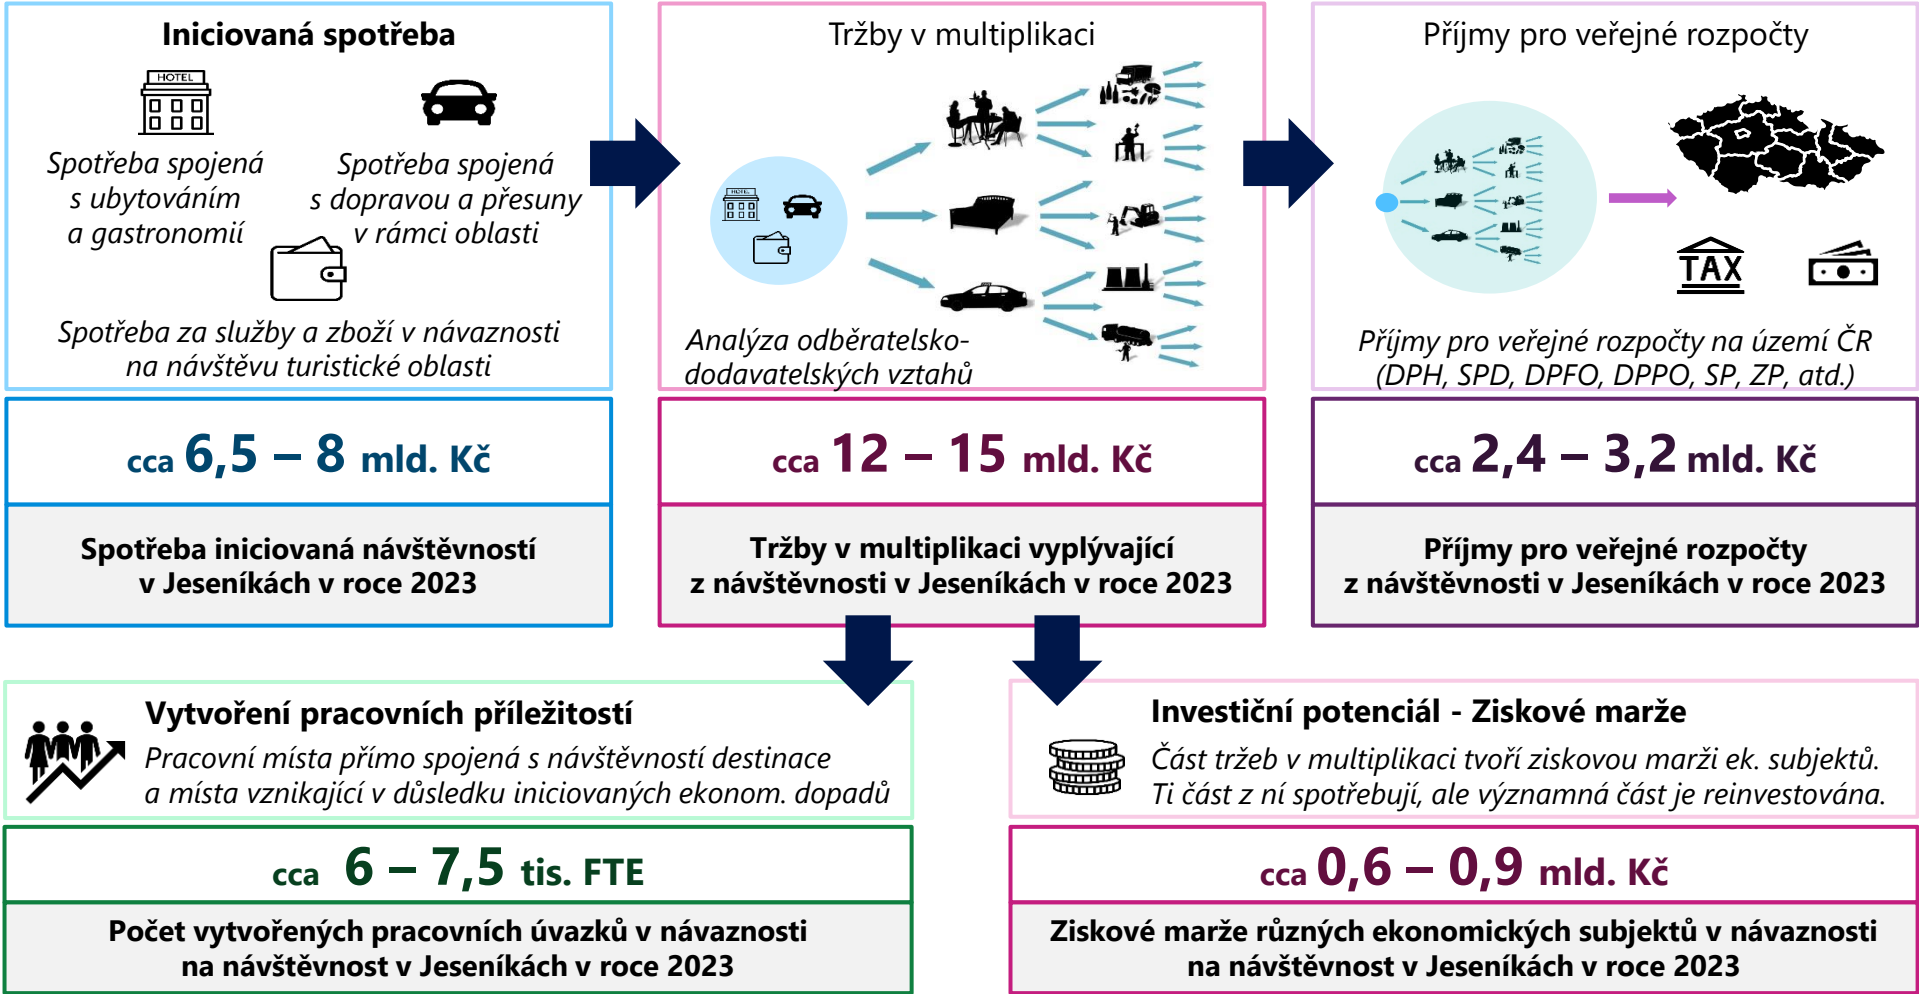 Iniciovaná spotřeba
HOTEL
Spotřeba spojená
s ubytováním
a gastronomií
Spotřeba spojená
s dopravou a přesuny
v rámci oblasti
Spotřeba za služby a zboží v návaznosti
na návštěvu turistické oblasti
cca 6,5 – 8 mld. Kč
Spotřeba iniciovaná návštěvností
v Jeseníkách v roce 2023
Tržby v multiplikaci
HOTEL
Analýza odběratelsko-
dodavatelských vztahů
cca 12 – 15 mld. Kč
Tržby v multiplikaci vyplývající
z návštěvnosti v Jeseníkách v roce 2023
Příjmy pro veřejné rozpočty
TAX
Příjmy pro veřejné rozpočty na území ČR
(DPH, SPD, DPFO, DPPO, SP, ZP, atd.)
cca 2,4 – 3,2 mld. Kč
Příjmy pro veřejné rozpočty
z návštěvnosti v Jeseníkách v roce 2023
Vytvoření pracovních příležitostí
Pracovní místa přímo spojená s návštěvností destinace
a místa vznikající v důsledku iniciovaných ekonom. dopadů
cca 6 – 7,5 tis. FTE
Počet vytvořených pracovních úvazků v návaznosti
na návštěvnost v Jeseníkách v roce 2023
Investiční potenciál - Ziskové marže
Část tržeb v multiplikaci tvoří ziskovou marži ek. subjektů.
Ti část z ní spotřebují, ale významná část je reinvestována.
cca 0,6 – 0,9 mld. Kč
Ziskové marže různých ekonomických subjektů v návaznosti
na návštěvnost v Jeseníkách v roce 2023